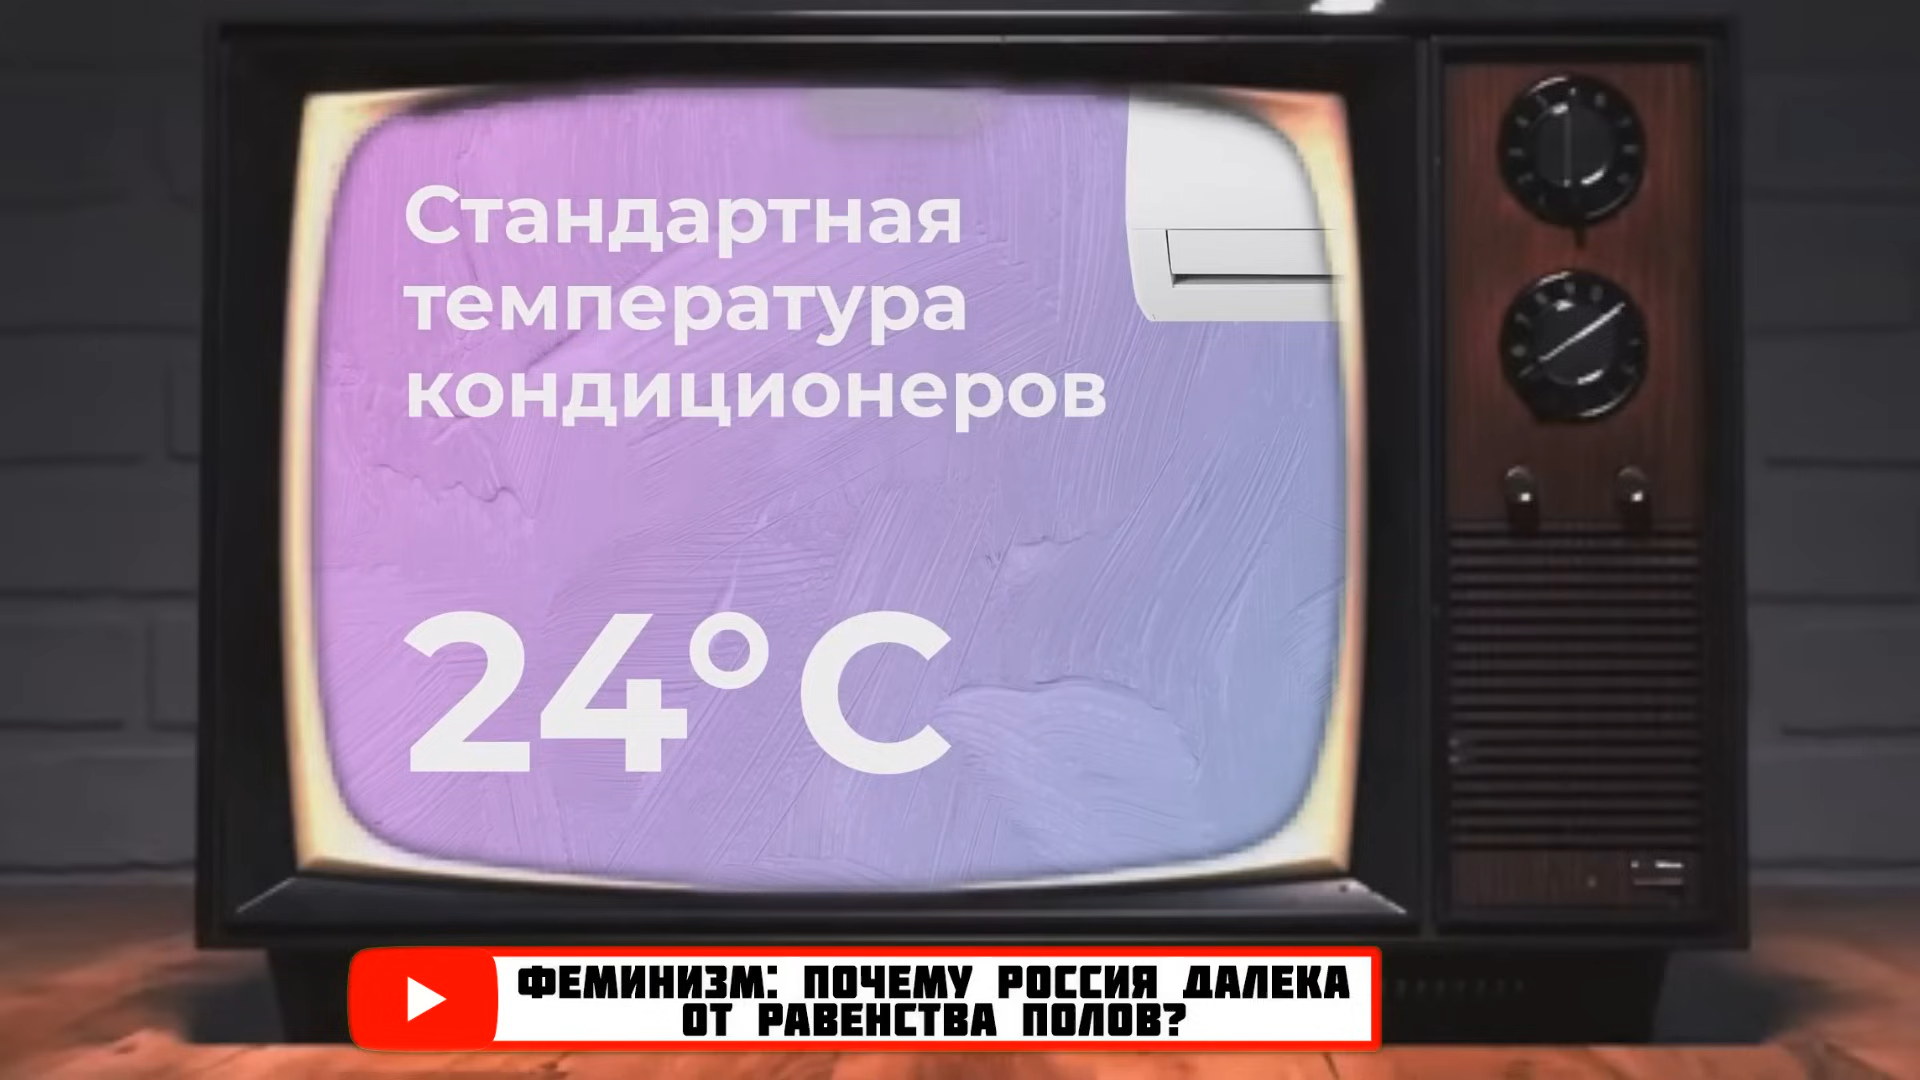 Стандартная
температура
кондиционеров
24°C
ФЕМИНИЗМ: ПОЧЕМУ РОССИЯ ДАЛЕКА
ОТ РАВЕНСТВА ПОЛОВ?